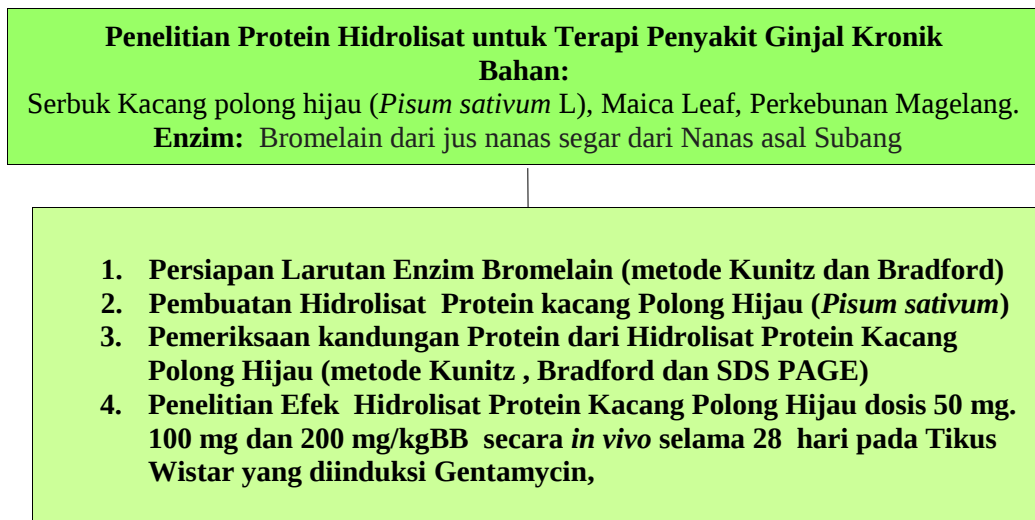 Penelitian Protein Hidrolisat untuk Terapi Penyakit Ginjal Kronik
Bahan:
Serbuk Kacang polong hijau (Pisum sativum L), Maica Leaf, Perkebunan Magelang.
Enzim: Bromelain dari jus nanas segar dari Nanas asal Subang
1. Persiapan Larutan Enzim Bromelain (metode Kunitz dan Bradford)
2. Pembuatan Hidrolisat Protein kacang Polong Hijau (Pisum sativum)
3. Pemeriksaan kandungan Protein dari Hidrolisat Protein Kacang
Polong Hijau (metode Kunitz , Bradford dan SDS PAGE)
4. Penelitian Efek Hidrolisat Protein Kacang Polong Hijau dosis 50 mg.
100 mg dan 200 mg/kgBB secara in vivo selama 28 hari pada Tikus
Wistar yang diinduksi Gentamycin,